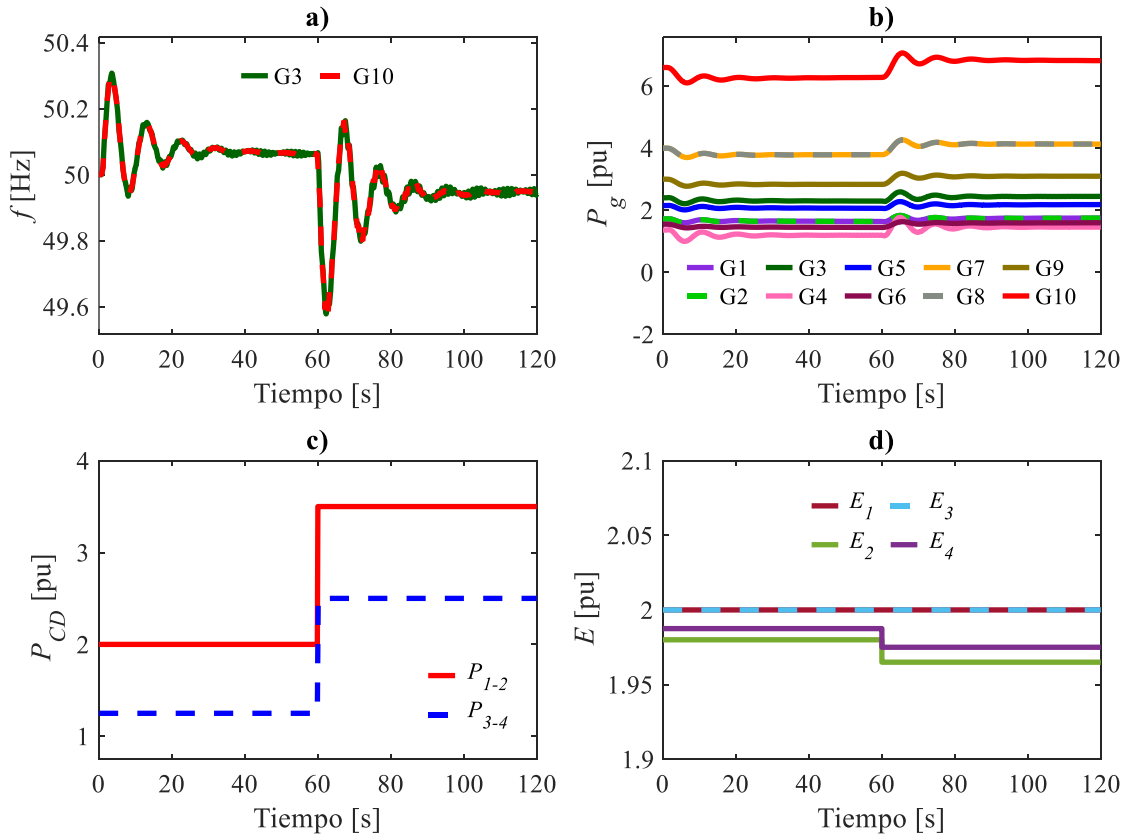 a)
50.4
50.2
50
49.8
49.6
f [Hz]
G3 G10
0 20 40 60 80 100 120
Tiempo [s]
b)
6
4
2
0
-2
P_g [pu]
G1 G3 G5 G7 G9
G2 G4 G6 G8 G10
0 20 40 60 80 100 120
Tiempo [s]
c)
4
3
2
1
P_CD [pu]
P_1-2
P_3-4
0 20 40 60 80 100 120
Tiempo [s]
d)
2.1
2.05
2
1.95
1.9
E [pu]
E_1 E_3
E_2 E_4
0 20 40 60 80 100 120
Tiempo [s]